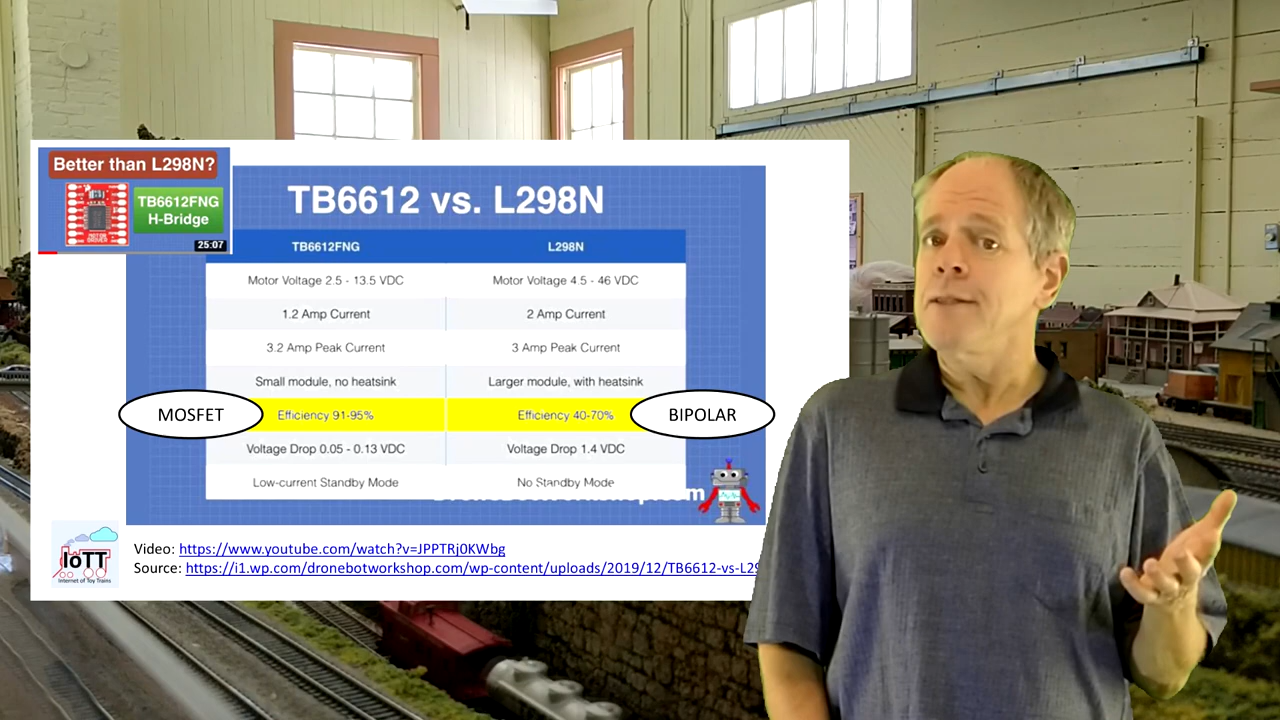 Better than L298N?
TB6612FNG
H-Bridge
25:07
TB6612 vs. L298N
TB6612FNG L298N
Motor Voltage 2.5 - 13.5 VDC Motor Voltage 4.5 - 46 VDC
1.2 Amp Current 2 Amp Current
3.2 Amp Peak Current 3 Amp Peak Current
Small module, no heatsink Larger module, with heatsink
MOSFET Efficiency 91-95% Efficiency 40-70% BIPOLAR
Voltage Drop 0.05 - 0.13 VDC Voltage Drop 1.4 VDC
Low-current Standby Mode No Standby Mode
IoTT
Internet of Toy Trains
Video: https://www.youtube.com/watch?v=JPPTRj0KWbg
Source: https://i1.wp.com/dronebotworkshop.com/wp-content/uploads/2019/12/TB6612-vs-L29